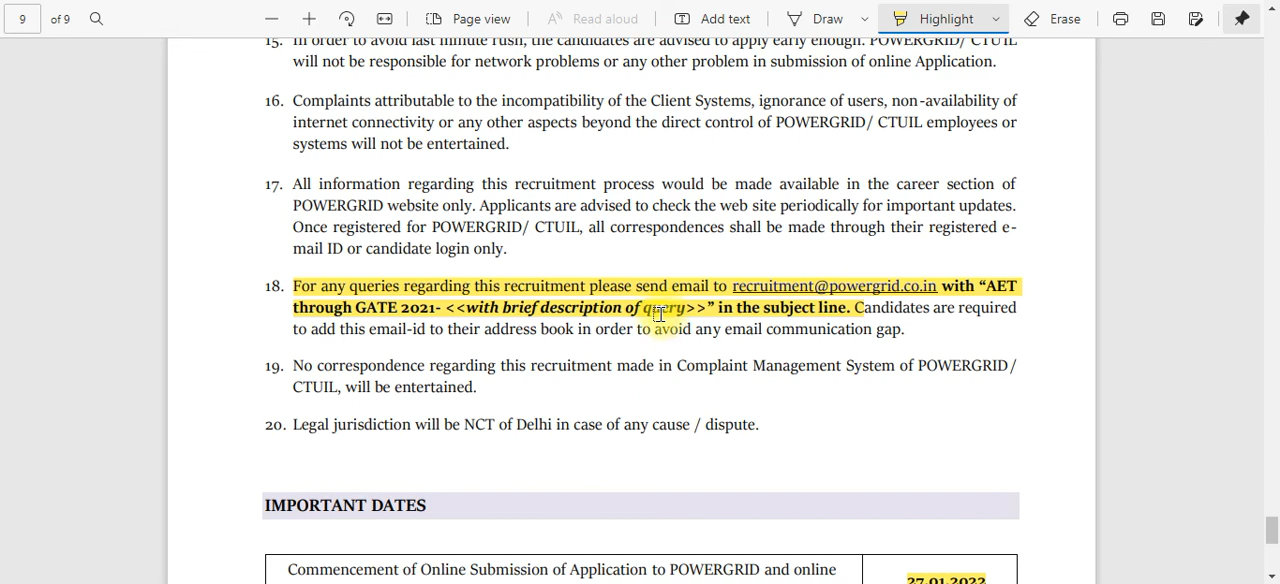 9 of 9 Page view Read aloud Add text Draw Highlight Erase
15. In order to avoid last minute rush, the candidates are advised to apply early enough. POWERGRID/ CTUIL
will not be responsible for network problems or any other problem in submission of online Application.
16. Complaints attributable to the incompatibility of the Client Systems, ignorance of users, non-availability of
internet connectivity or any other aspects beyond the direct control of POWERGRID/ CTUIL employees or
systems will not be entertained.
17. All information regarding this recruitment process would be made available in the career section of
POWERGRID website only. Applicants are advised to check the web site periodically for important updates.
Once registered for POWERGRID/ CTUIL, all correspondences shall be made through their registered e-
mail ID or candidate login only.
18. For any queries regarding this recruitment please send email to recruitment@powergrid.co.in with “AET
through GATE 2021- <<with brief description of query>>” in the subject line. Candidates are required
to add this email-id to their address book in order to avoid any email communication gap.
19. No correspondence regarding this recruitment made in Complaint Management System of POWERGRID/
CTUIL, will be entertained.
20. Legal jurisdiction will be NCT of Delhi in case of any cause / dispute.
IMPORTANT DATES
Commencement of Online Submission of Application to POWERGRID and online
27.01.2022